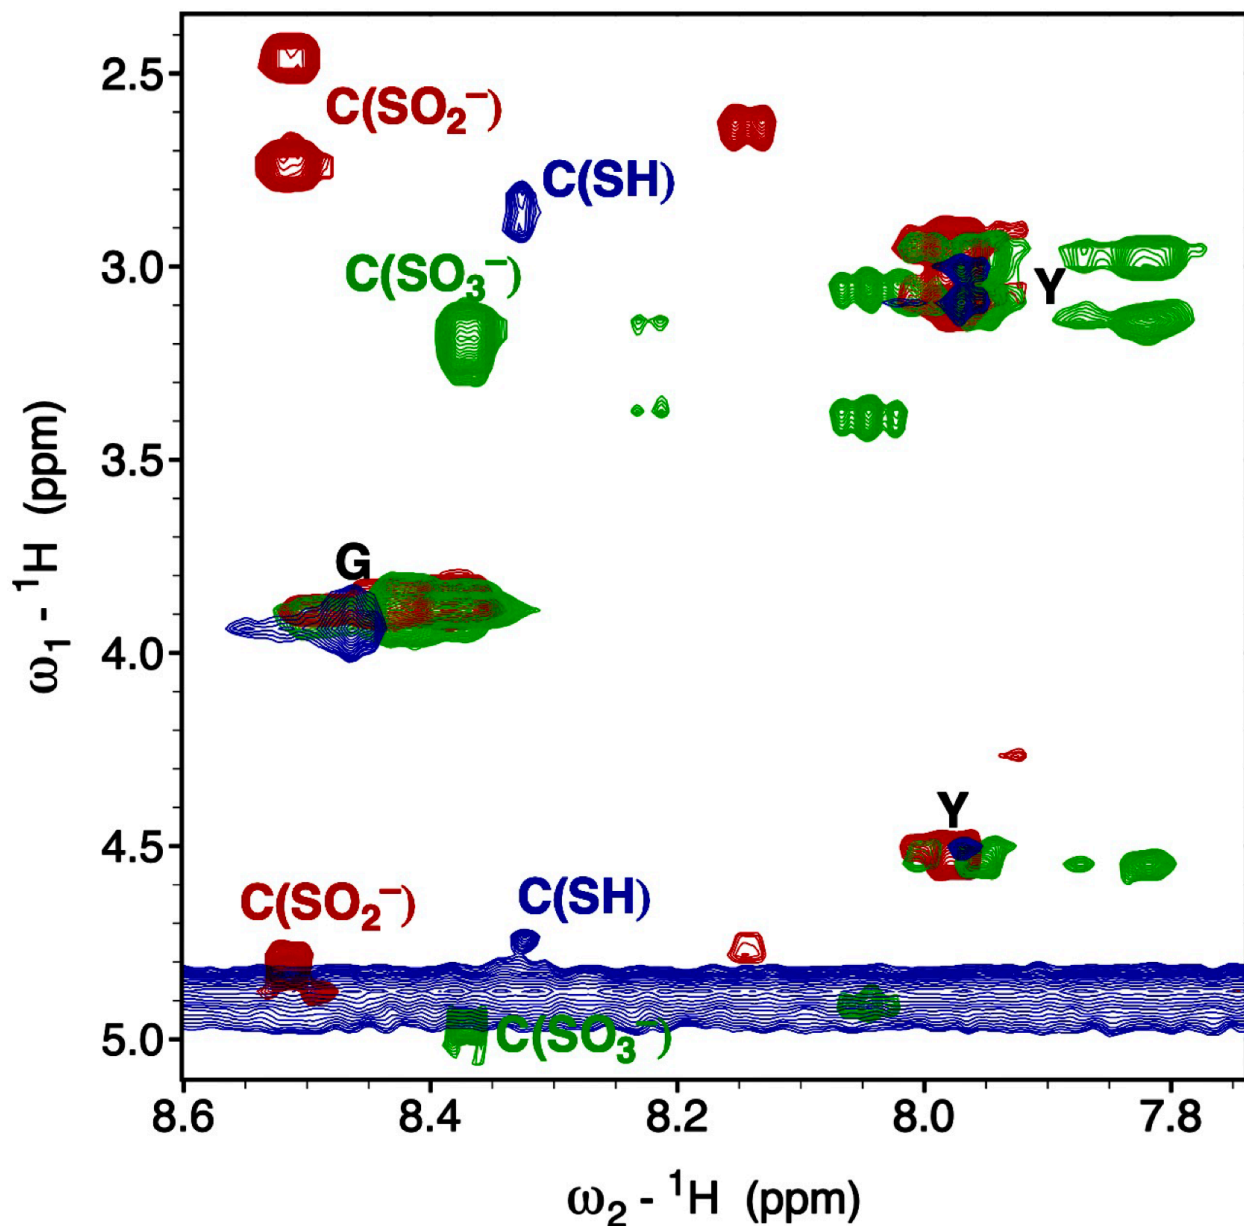 2.5
C(SO₂⁻)
C(SH)
3.0
C(SO₃⁻)
Y
3.5
G
4.0
Y
4.5
C(SO₂⁻)
C(SH)
5.0
C(SO₃⁻)
8.6 8.4 8.2 8.0 7.8
ω₁ - ¹H (ppm)
ω₂ - ¹H (ppm)